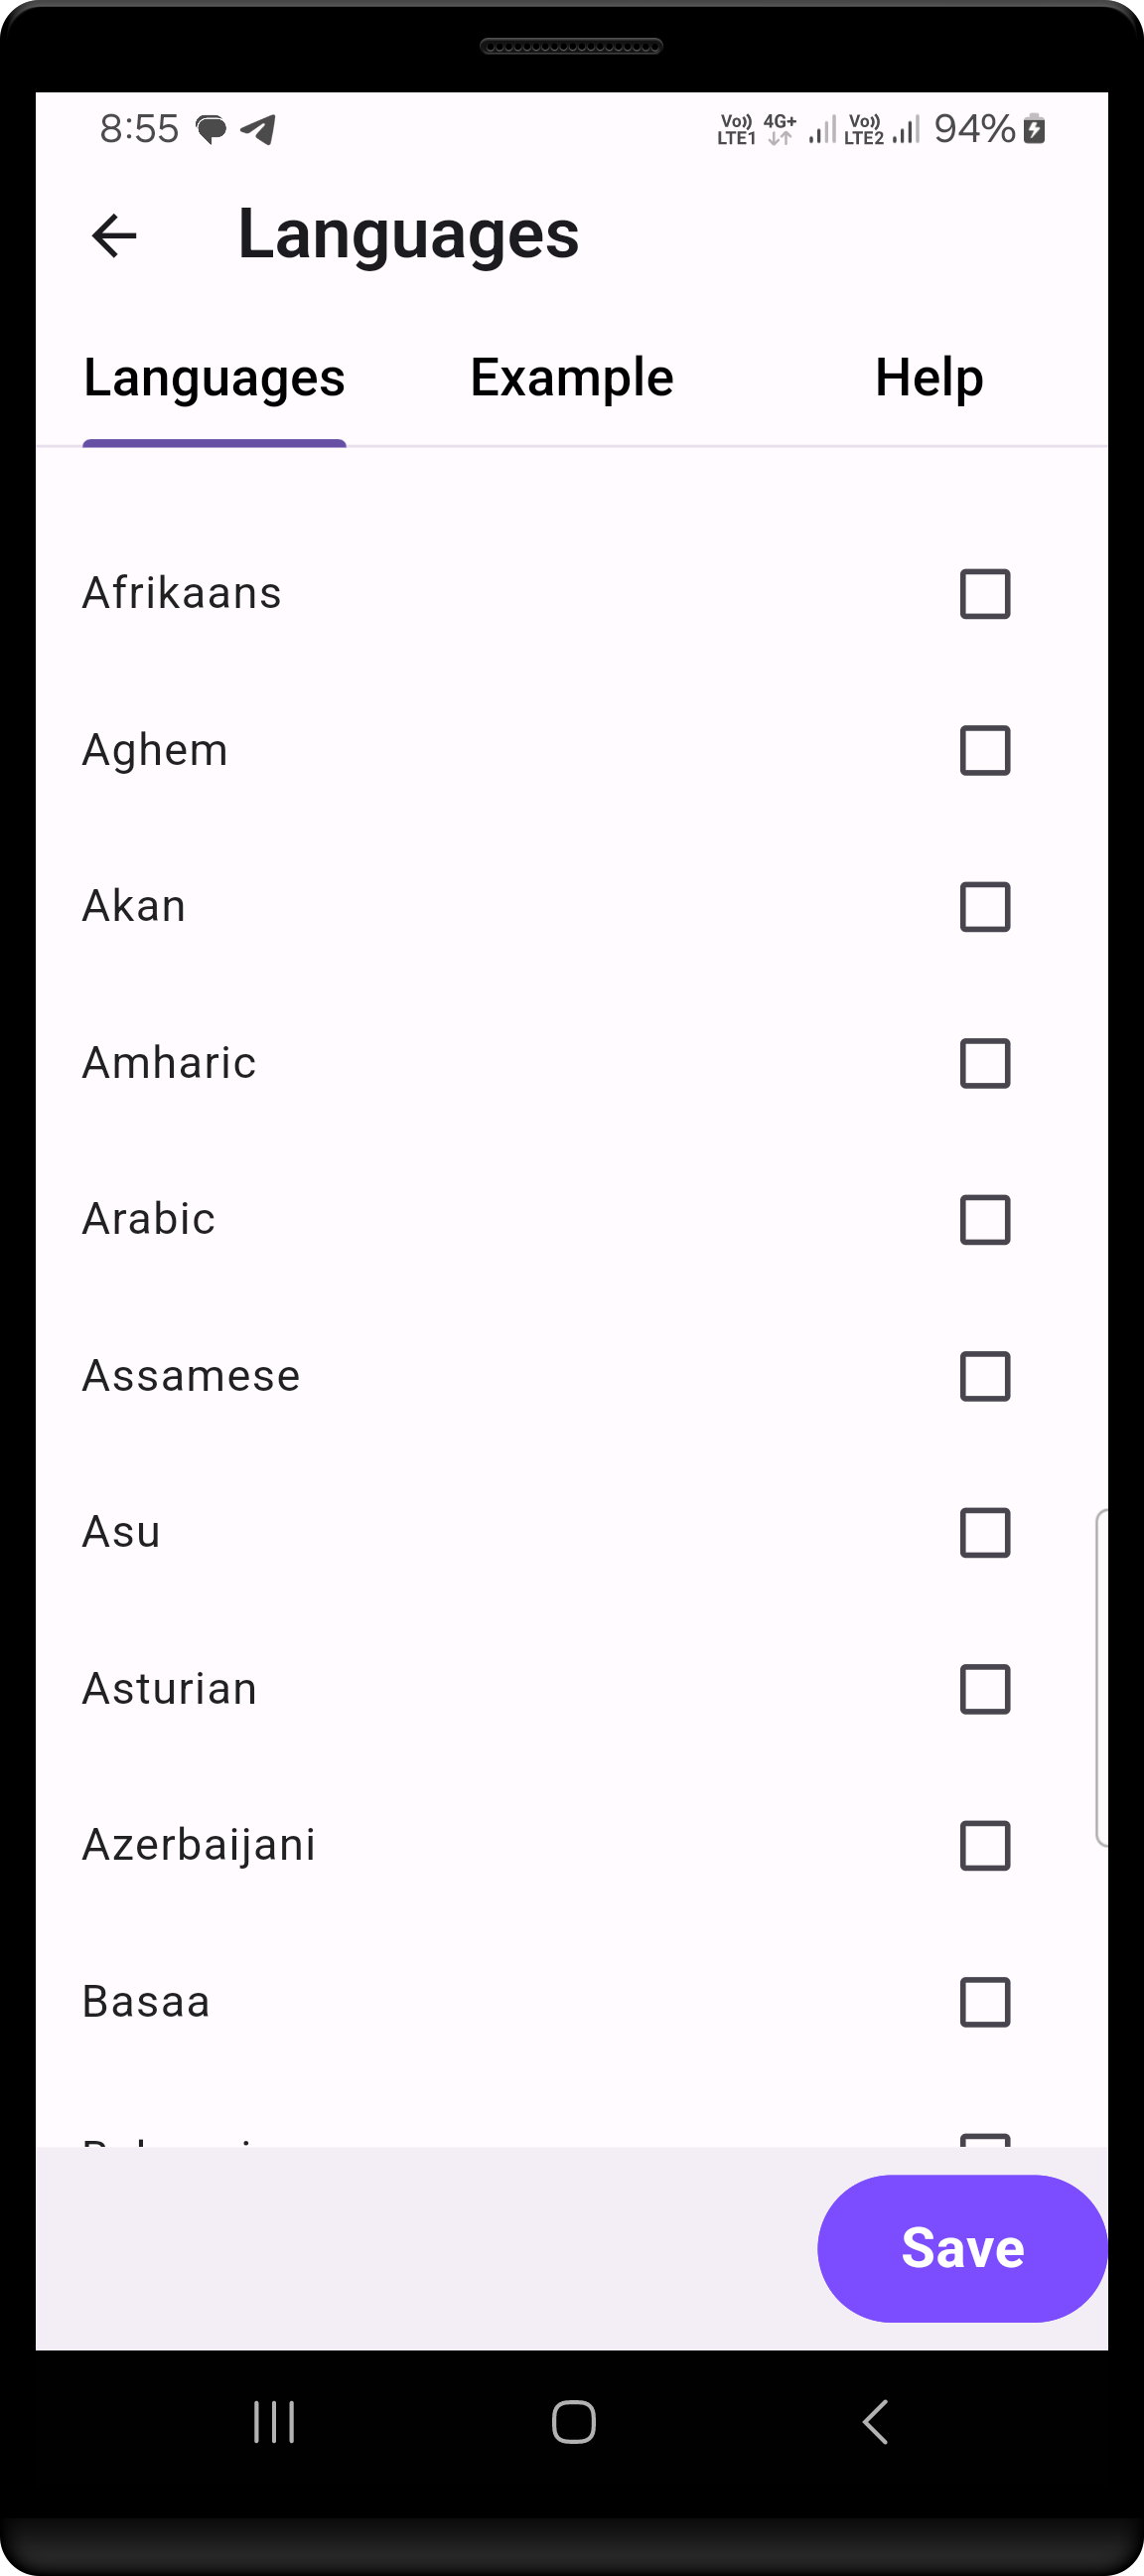 8:55 Vo)) LTE1 4G+ Vo)) LTE2 94%
Languages
Languages Example Help
Afrikaans
Aghem
Akan
Amharic
Arabic
Assamese
Asu
Asturian
Azerbaijani
Basaa
Save